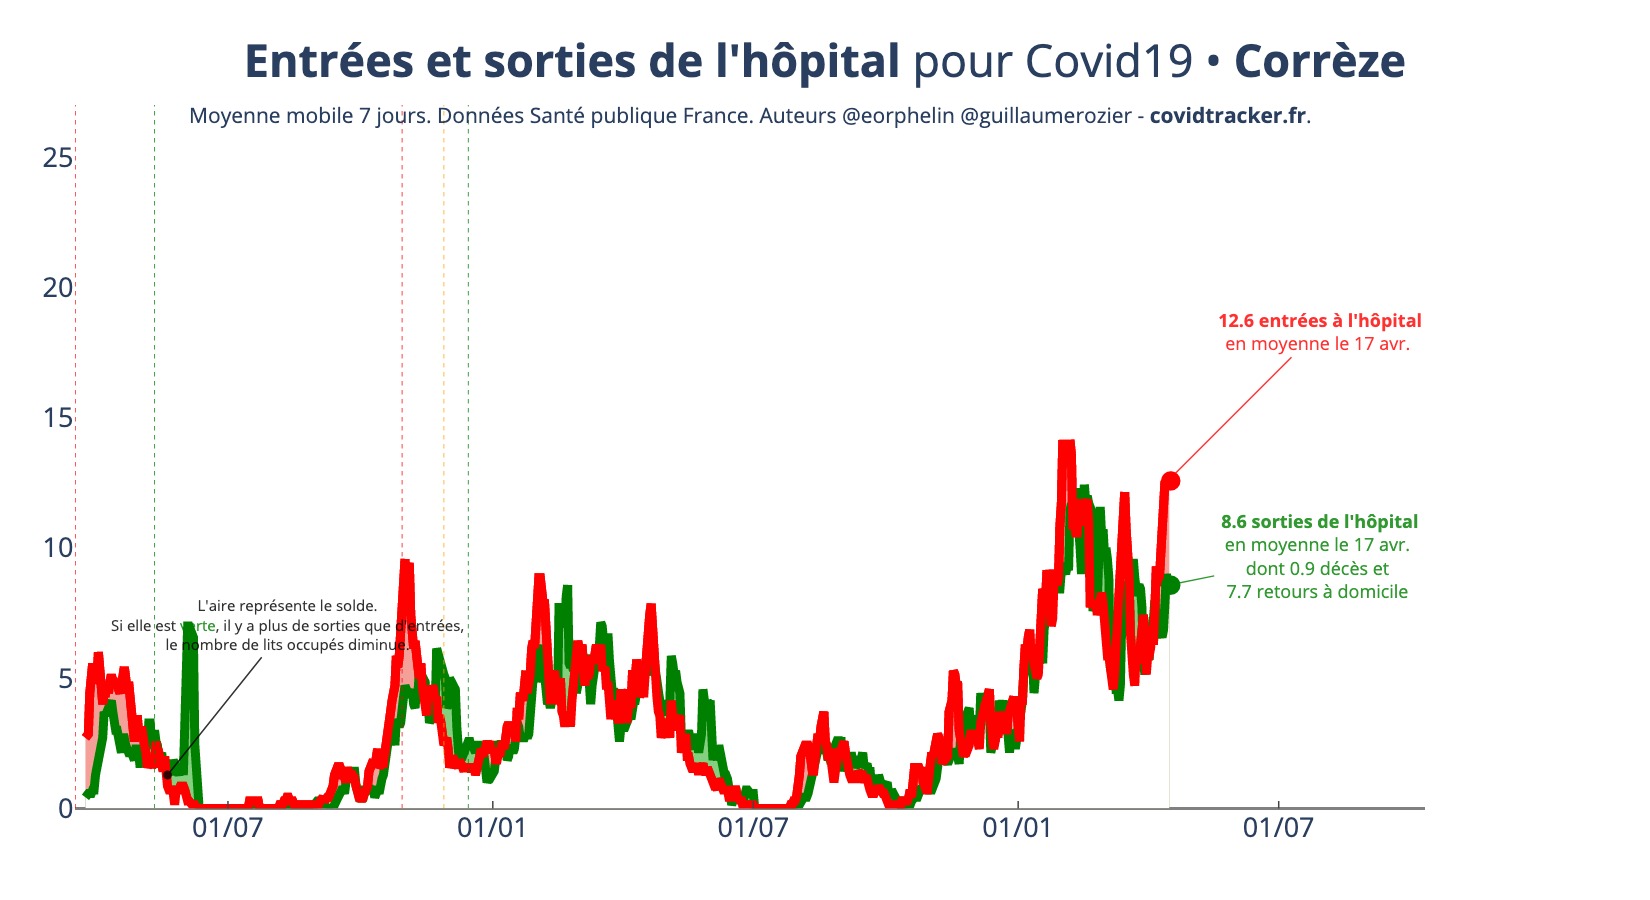 Entrées et sorties de l'hôpital pour Covid19 • Corrèze
Moyenne mobile 7 jours. Données Santé publique France. Auteurs @eorphelin @guillaumerozier - covidtracker.fr.
25
20
15
10
5
0
12.6 entrées à l'hôpital
en moyenne le 17 avr.
8.6 sorties de l'hôpital
en moyenne le 17 avr.
dont 0.9 décès et
7.7 retours à domicile
L'aire représente le solde.
Si elle est verte, il y a plus de sorties que d'entrées,
le nombre de lits occupés diminue.
01/07
01/01
01/07
01/01
01/07